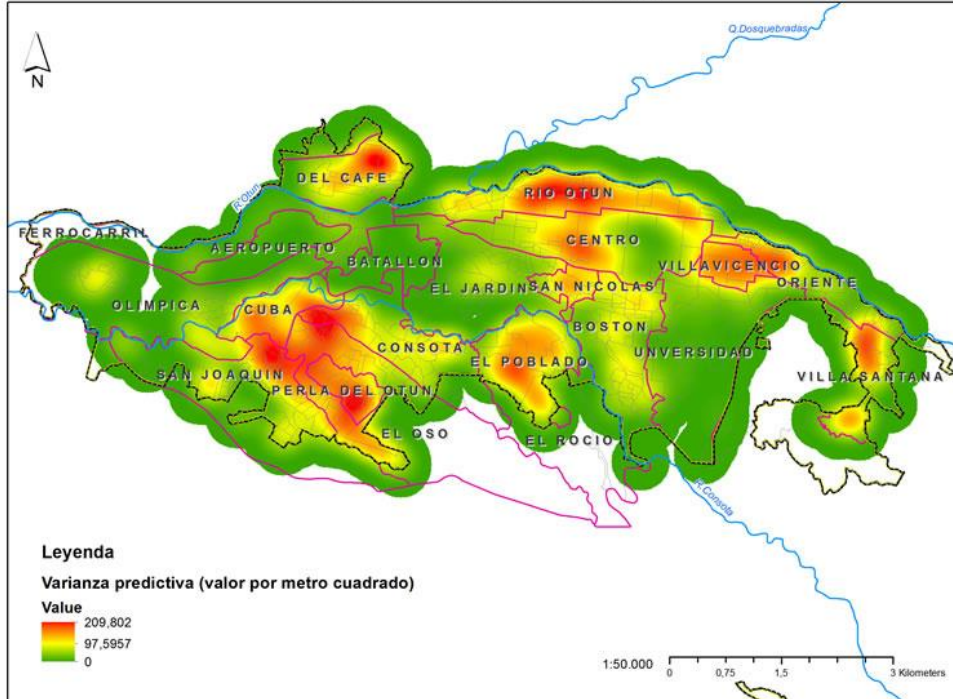 Q.Dosquebradas
N
DEL CAFE
RIO OTUN
R.Otun
FERROCARRIL
AEROPUERTO
CENTRO
BATALLON
VILLAVICENCIO
ORIENTE
OLIMPICA
EL JARDIN
SAN NICOLAS
CUBA
BOSTON
CONSOTA
EL POBLADO
UNVERSIDAD
SAN JOAQUIN
PERLA DEL OTUN
VILLA SANTANA
EL OSO
EL ROCIO
R.Consota
Leyenda
Varianza predictiva (valor por metro cuadrado)
Value
209,802
97,5957
0
1:50.000
0 0,75 1,5 3 Kilometers